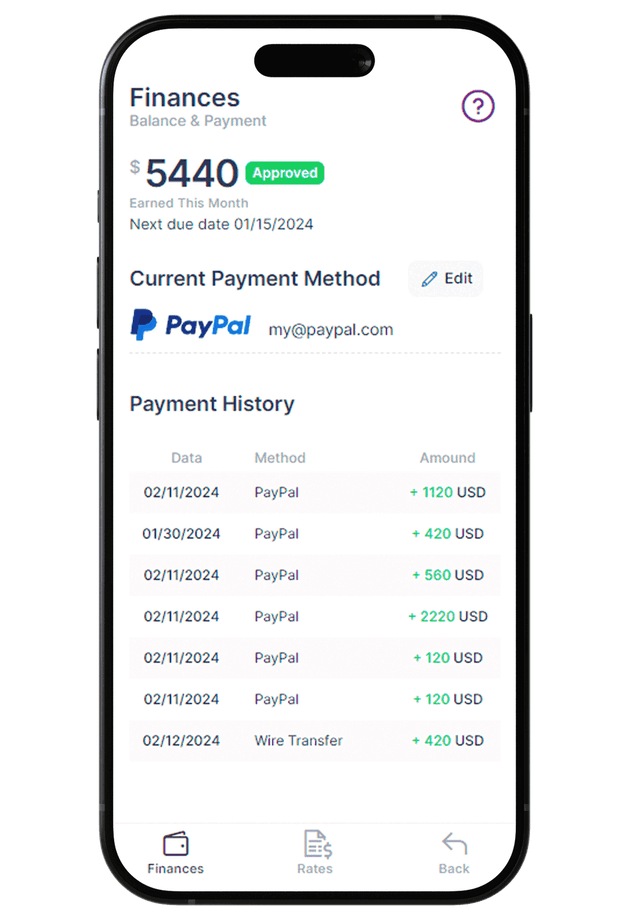 Finances
Balance & Payment
?
$ 5440 Approved
Earned This Month
Next due date 01/15/2024
Current Payment Method Edit
PayPal my@paypal.com
Payment History
Data Method Amound
02/11/2024 PayPal + 1120 USD
01/30/2024 PayPal + 420 USD
02/11/2024 PayPal + 560 USD
02/11/2024 PayPal + 2220 USD
02/11/2024 PayPal + 120 USD
02/11/2024 PayPal + 120 USD
02/12/2024 Wire Transfer + 420 USD
Finances Rates Back